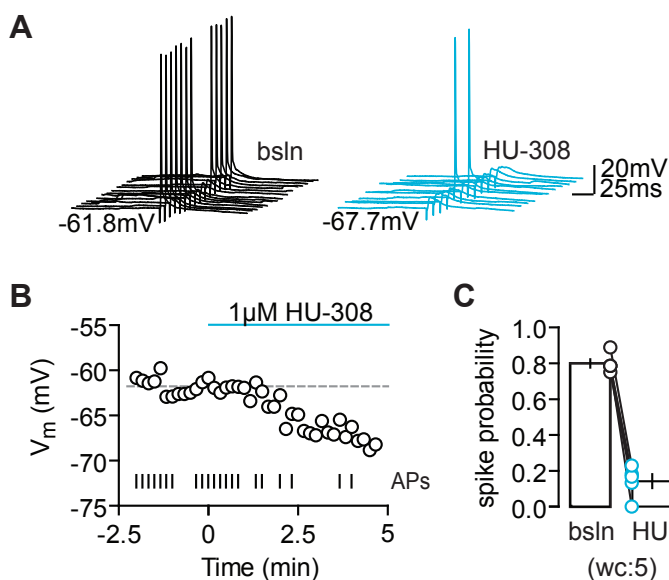 A
bsln
HU-308
20mV
25ms
-61.8mV
-67.7mV
B
1µM HU-308
-55
-60
-65
-70
-75
Vm (mV)
APs
-2.5
0
2.5
5
Time (min)
C
spike probability
1.0
0.8
0.6
0.4
0.2
0.0
bsln
HU
(wc:5)